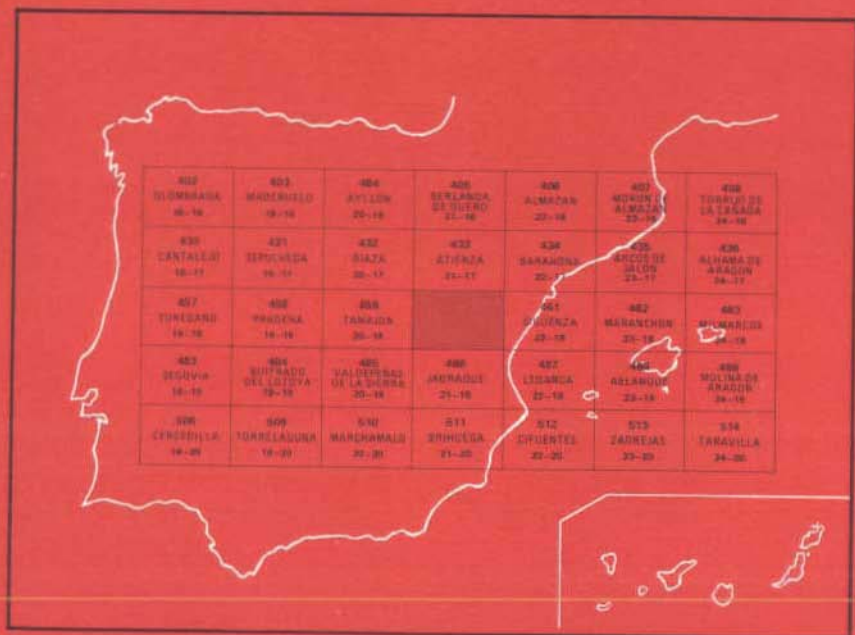 402 403 404 405 406 407 408
OLOMBRADA MADERUELO AYLLON BERLANGA DE DUERO ALMAZAN MORON DE ALMAZAN TORRIJO DE LA CAÑADA
18-16 19-16 20-16 21-16 22-16 23-16 24-16
430 431 432 433 434 435 436
CANTALEJO SEPULVEDA RIAZA ATIENZA BARAHONA ARCOS DE JALON ALHAMA DE ARAGON
18-17 19-17 20-17 21-17 22-17 23-17 24-17
457 458 459 461 462 463
TUREGANO PRADENA TAMAJON SIGUENZA MARANCHON MILMARCOS
18-18 19-18 20-18 22-18 23-18 24-18
483 484 485 486 487 488 489
SEGOVIA BUITRAGO DEL LOZOYA VALDEPEÑAS DE LA SIERRA JADRAQUE LEDANCA ABLANQUE MOLINA DE ARAGON
18-19 19-19 20-19 21-19 22-19 23-19 24-19
508 509 510 511 512 513 514
CERCEDILLA TORRELAGUNA MARCHAMALO BRIHUEGA CIFUENTES ZAOREJAS TARAVILLA
18-20 19-20 20-20 21-20 22-20 23-20 24-20